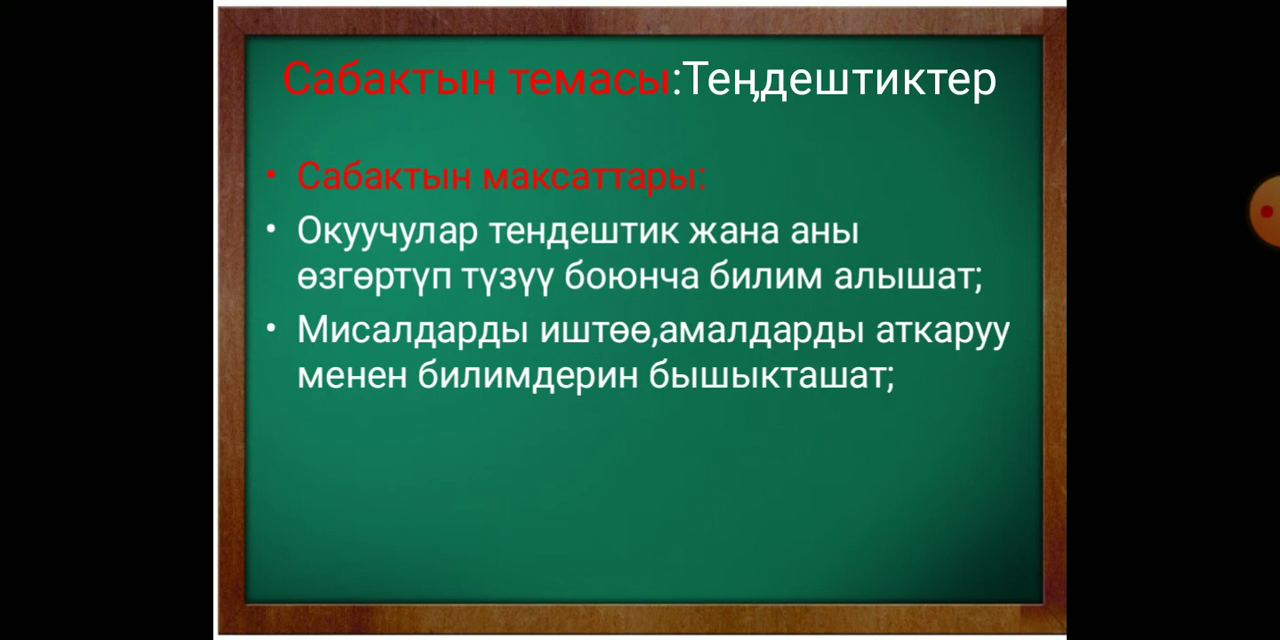 Сабактын темасы:Теңдештиктер
• Сабактын максаттары:
• Окуучулар тендештик жана аны
өзгөртүп түзүү боюнча билим алышат;
• Мисалдарды иштөө,амалдарды аткаруу
менен билимдерин бышыкташат;